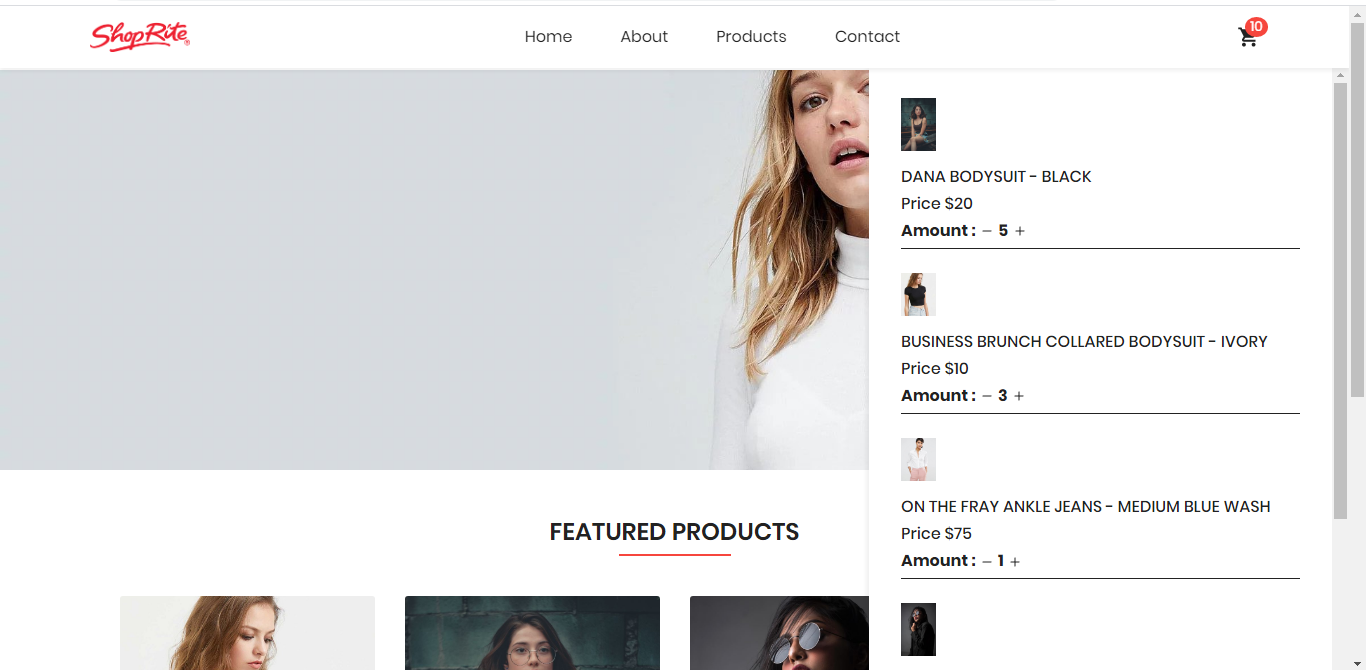 ShopRite®
Home About Products Contact
10
DANA BODYSUIT - BLACK
Price $20
Amount : − 5 +
BUSINESS BRUNCH COLLARED BODYSUIT - IVORY
Price $10
Amount : − 3 +
ON THE FRAY ANKLE JEANS - MEDIUM BLUE WASH
Price $75
Amount : − 1 +
FEATURED PRODUCTS